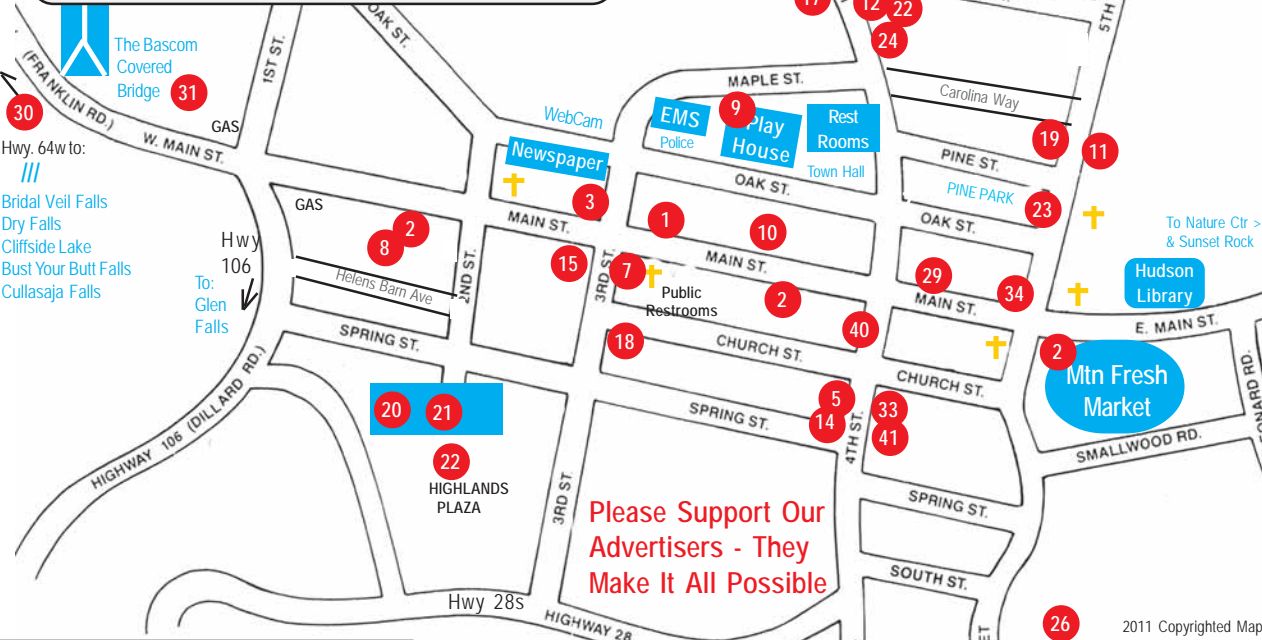 The Bascom
Covered
Bridge
31
30
(FRANKLIN RD.)
W. MAIN ST.
GAS
1ST ST.
OAK ST.
Hwy. 64w to:
///
Bridal Veil Falls
Dry Falls
Cliffside Lake
Bust Your Butt Falls
Cullasaja Falls
GAS
2
8
Hwy
106
To:
Glen
Falls
Helens Barn Ave
2ND ST.
SPRING ST.
HIGHWAY 106 (DILLARD RD.)
20
21
22
HIGHLANDS
PLAZA
WebCam
Newspaper
3
MAIN ST.
15
3RD ST.
7
Public
Restrooms
18
3RD ST.
Hwy 28s
HIGHWAY 28
MAPLE ST.
EMS
Police
9
Play
House
Rest
Rooms
Town Hall
OAK ST.
1
10
MAIN ST.
2
40
CHURCH ST.
SPRING ST.
5
14
4TH ST.
33
41
Please Support Our
Advertisers - They
Make It All Possible
17
12
22
24
5TH
Carolina Way
19
11
PINE ST.
PINE PARK
23
OAK ST.
29
34
MAIN ST.
CHURCH ST.
To Nature Ctr >
& Sunset Rock
Hudson
Library
E. MAIN ST.
2
Mtn Fresh
Market
SMALLWOOD RD.
SPRING ST.
SOUTH ST.
26
2011 Copyrighted Map